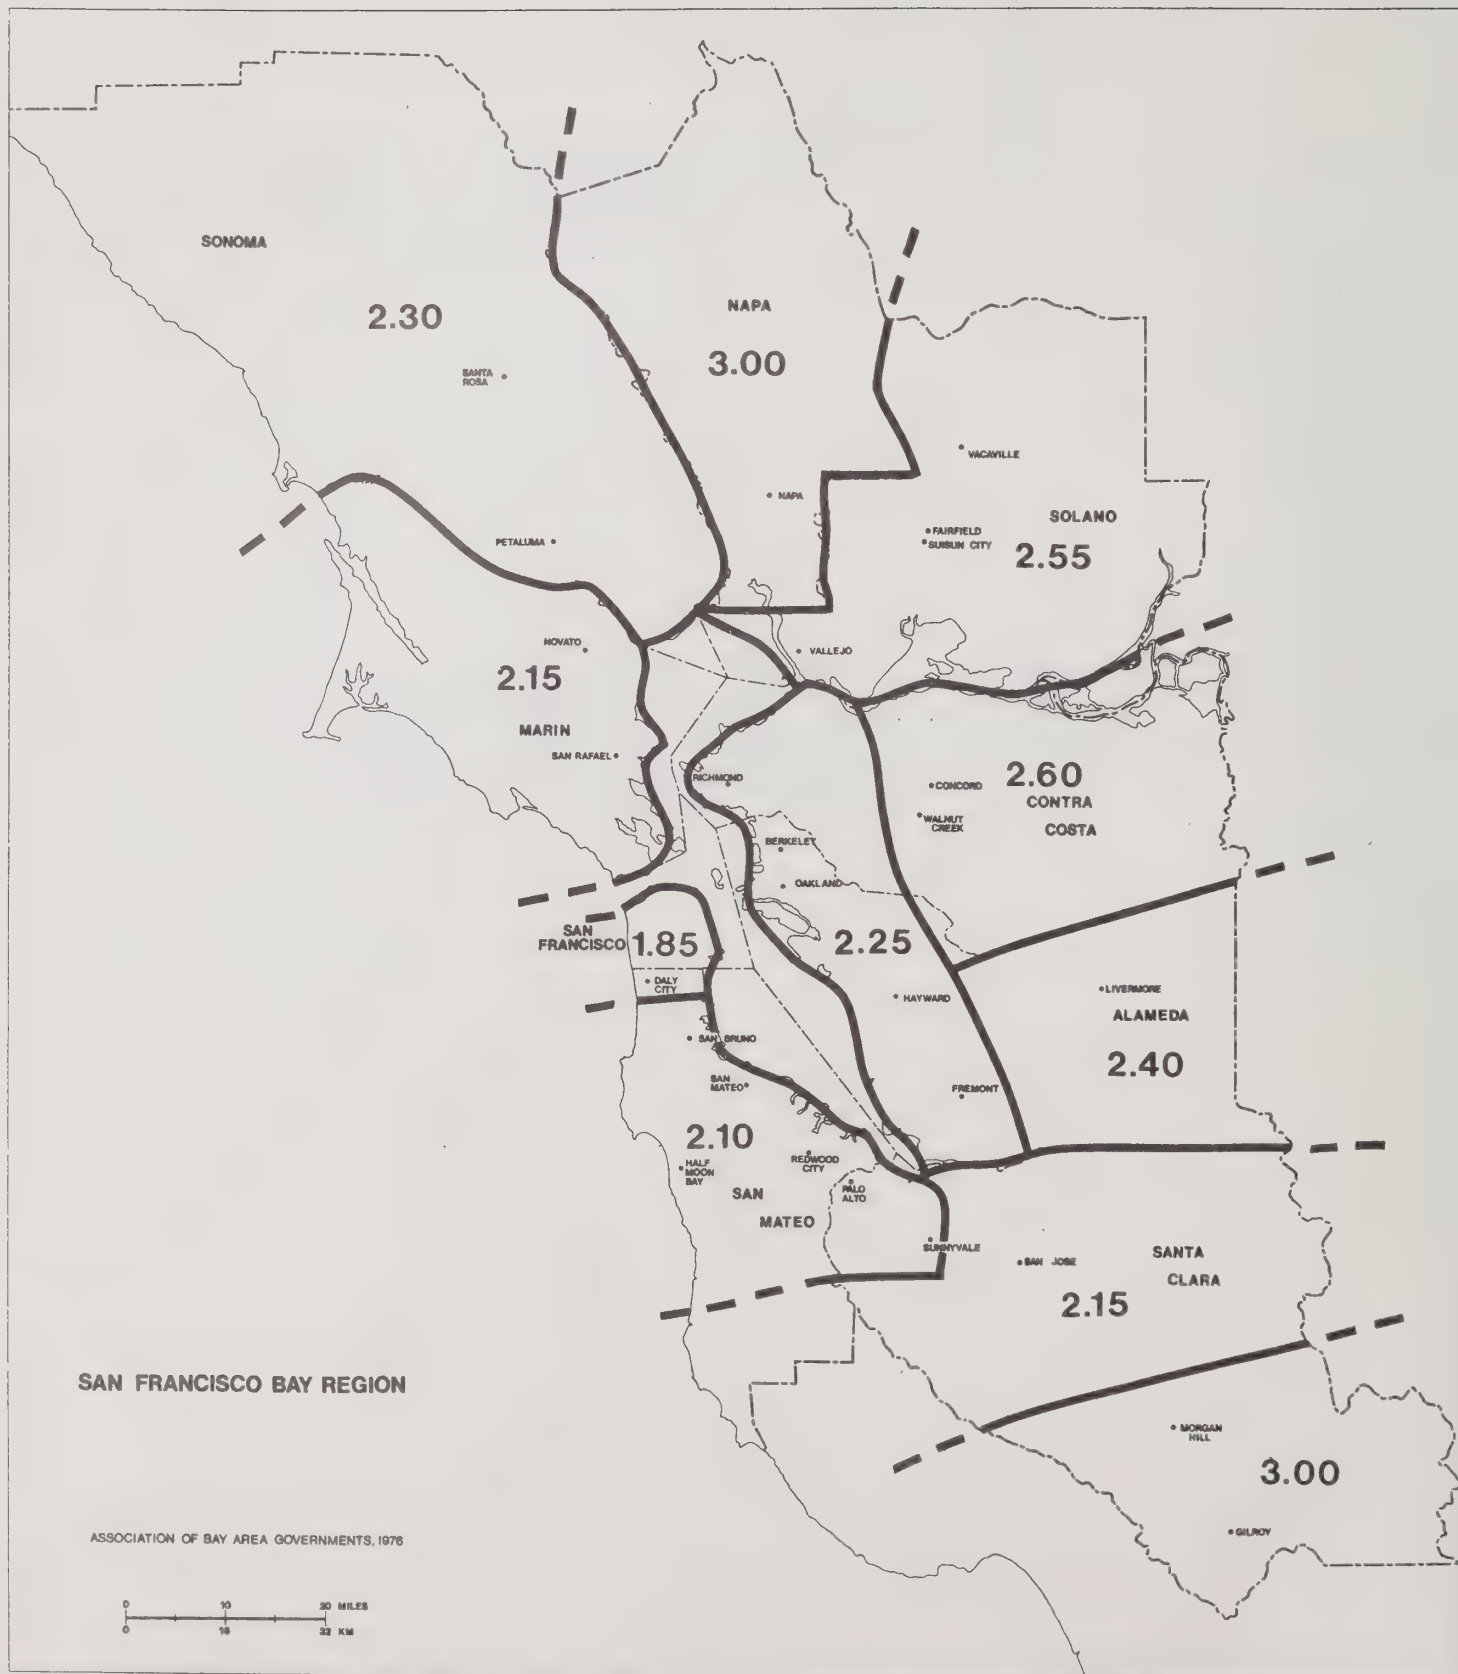 SONOMA
2.30
NAPA
3.00
SANTA
ROSA
VACAVILLE
NAPA
SOLANO
FAIRFIELD
SUISUN CITY
2.55
PETALUMA
NOVATO
VALLEJO
2.15
MARIN
SAN RAFAEL
RICHMOND
2.60
CONCORD
CONTRA
COSTA
WALNUT
CREEK
BERKELEY
OAKLAND
SAN
FRANCISCO
1.85
2.25
DALY
CITY
HAYWARD
LIVERMORE
ALAMEDA
2.40
SAN BRUNO
SAN
MATEO
FREMONT
2.10
HALF
MOON
BAY
REDWOOD
CITY
SAN
MATEO
PALO
ALTO
SUNNYVALE
SAN JOSE
SANTA
CLARA
2.15
SAN FRANCISCO BAY REGION
MORGAN
HILL
3.00
GILROY
ASSOCIATION OF BAY AREA GOVERNMENTS, 1976
0 10 20 MILES
0 16 32 KM